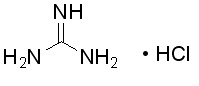 NH
H₂N NH₂ • HCl